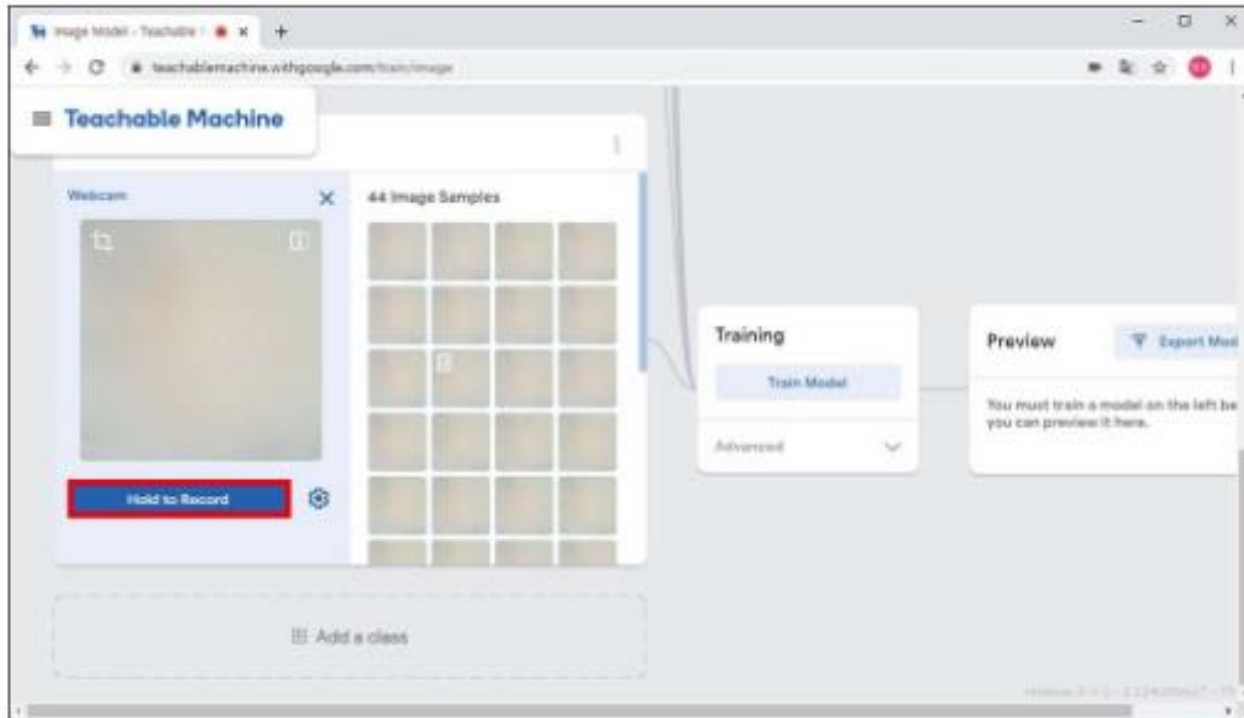 Image Model - Teachable
teachablemachine.withgoogle.com/train/image
Teachable Machine
Webcam
44 Image Samples
Hold to Record
Training
Train Model
Advanced
Preview
Export Mod
You must train a model on the left be
you can preview it here.
Add a class